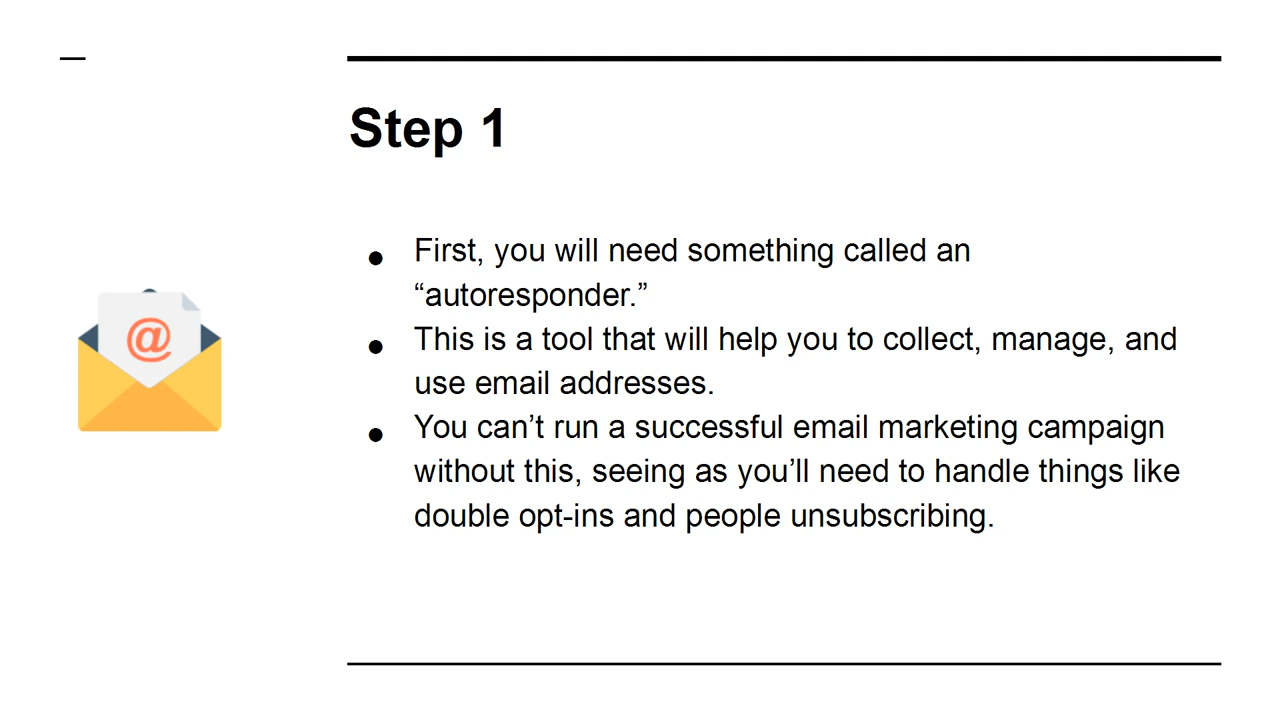 Step 1
@
● First, you will need something called an
“autoresponder.”
● This is a tool that will help you to collect, manage, and
use email addresses.
● You can’t run a successful email marketing campaign
without this, seeing as you’ll need to handle things like
double opt-ins and people unsubscribing.